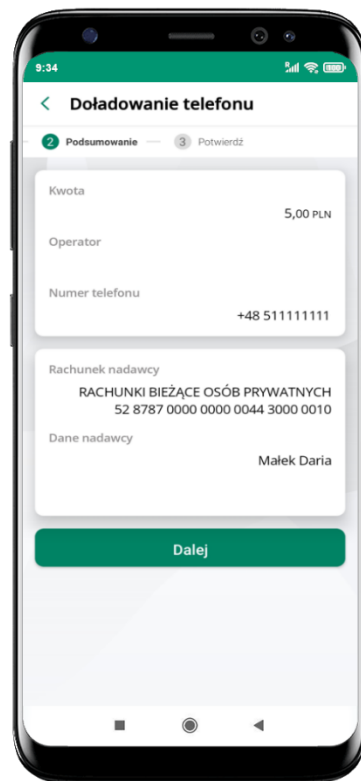 9:34
Doładowanie telefonu
2 Podsumowanie 3 Potwierdź
Kwota
5,00 PLN
Operator
Numer telefonu
+48 511111111
Rachunek nadawcy
RACHUNKI BIEŻĄCE OSÓB PRYWATNYCH
52 8787 0000 0000 0044 3000 0010
Dane nadawcy
Małek Daria
Dalej